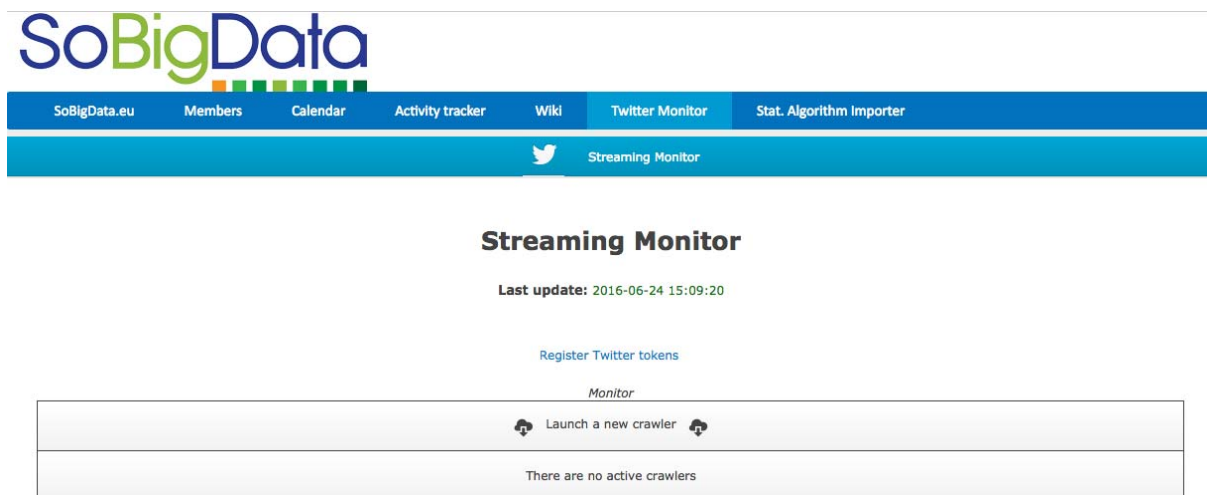 SoBigData
SoBigData.eu Members Calendar Activity tracker Wiki Twitter Monitor Stat. Algorithm Importer
Streaming Monitor
Streaming Monitor
Last update: 2016-06-24 15:09:20
Register Twitter tokens
Monitor
Launch a new crawler
There are no active crawlers